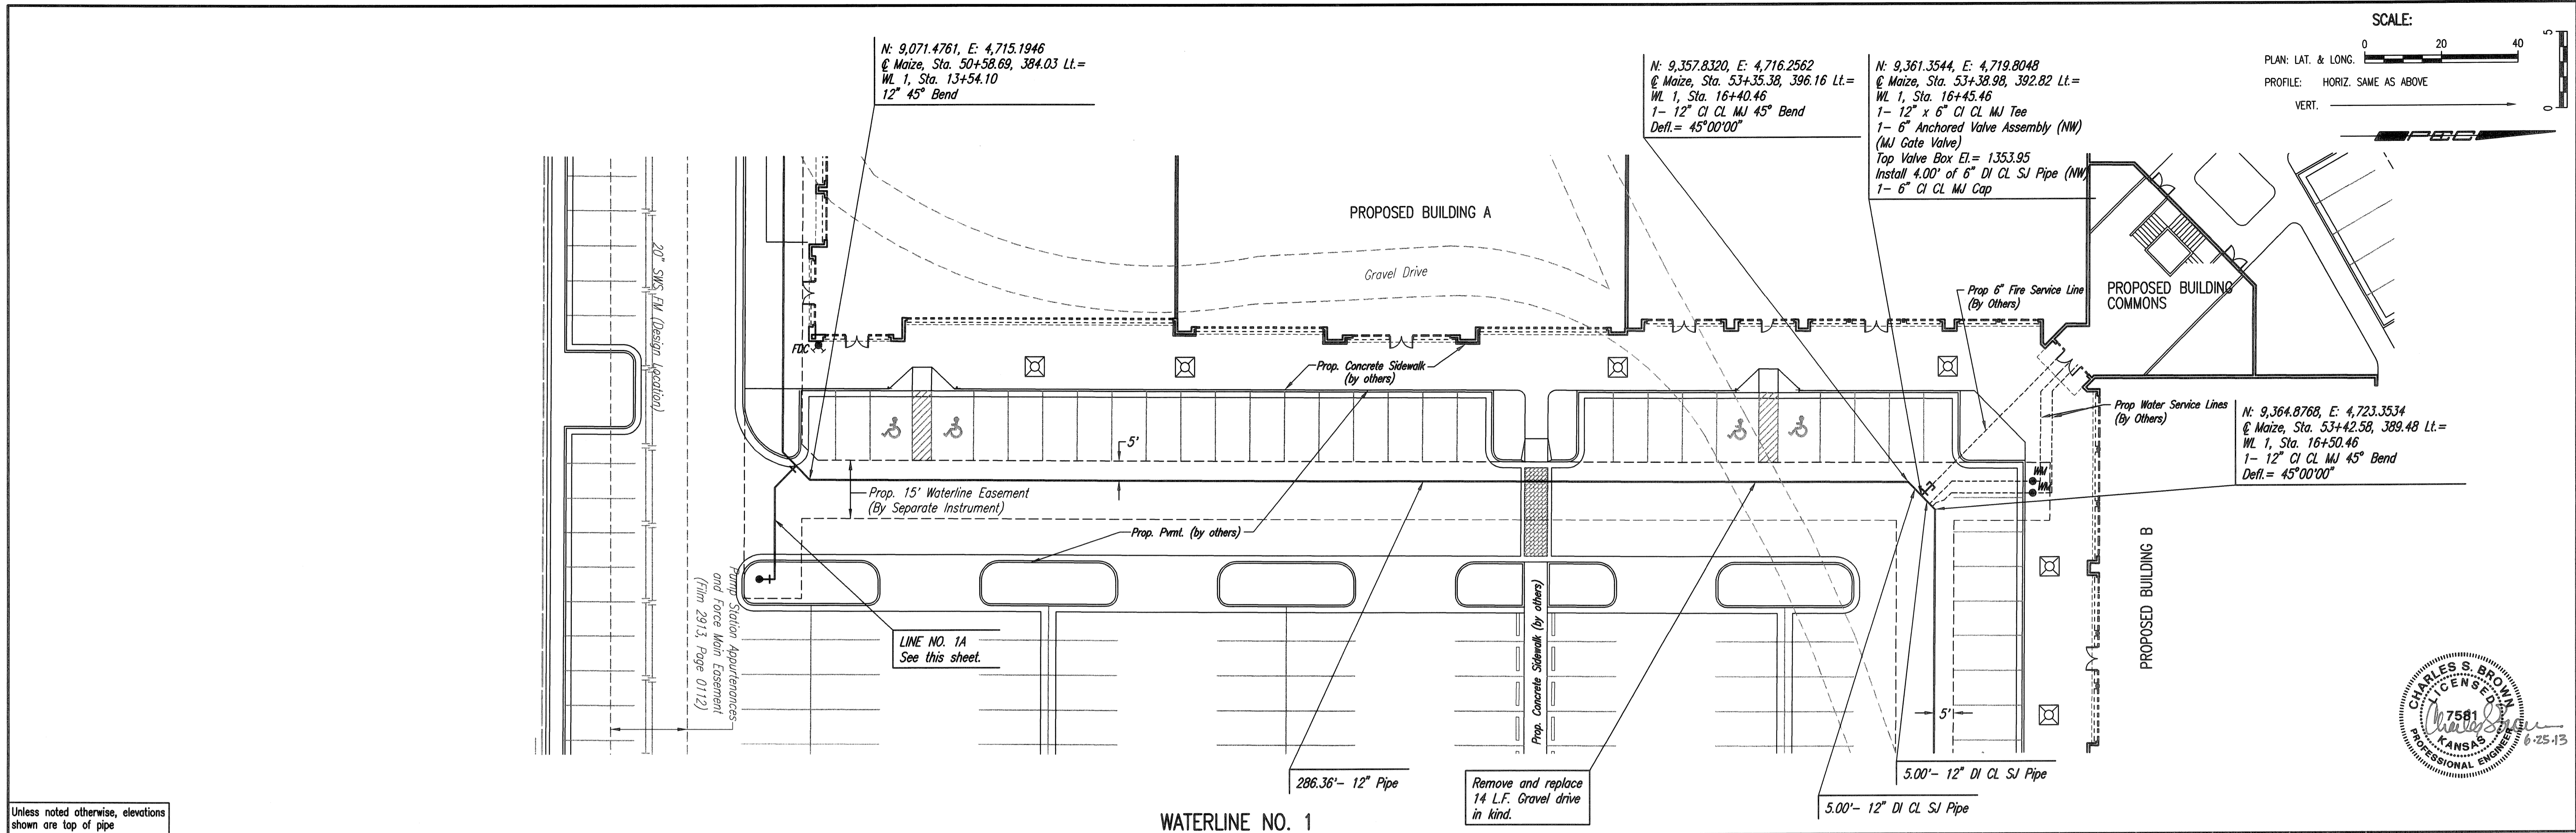 N: 9,071.4761, E: 4,715.1946
℄ Maize, Sta. 50+58.69, 384.03 Lt.=
WL 1, Sta. 13+54.10
12" 45° Bend
N: 9,357.8320, E: 4,716.2562
℄ Maize, Sta. 53+35.38, 396.16 Lt.=
WL 1, Sta. 16+40.46
1- 12" CI CL MJ 45° Bend
Defl.= 45°00'00"
N: 9,361.3544, E: 4,719.8048
℄ Maize, Sta. 53+38.98, 392.82 Lt.=
WL 1, Sta. 16+45.46
1- 12" x 6" CI CL MJ Tee
1- 6" Anchored Valve Assembly (NW)
(MJ Gate Valve)
Top Valve Box El.= 1353.95
Install 4.00' of 6" DI CL SJ Pipe (NW)
1- 6" CI CL MJ Cap
SCALE:
0 20 40
PLAN: LAT. & LONG.
PROFILE: HORIZ. SAME AS ABOVE
VERT.
5
0
PEC
PROPOSED BUILDING A
Gravel Drive
20" SWS FM (Design Location)
FDC
Prop. Concrete Sidewalk
(by others)
Prop 6" Fire Service Line
(By Others)
PROPOSED BUILDING
COMMONS
Prop Water Service Lines
(By Others)
N: 9,364.8768, E: 4,723.3534
℄ Maize, Sta. 53+42.58, 389.48 Lt.=
WL 1, Sta. 16+50.46
1- 12" CI CL MJ 45° Bend
Defl.= 45°00'00"
5'
WM
WM
Prop. 15' Waterline Easement
(By Separate Instrument)
Prop. Pvmt. (by others)
Pump Station Appurtenances
and Force Main Easement
(Film 2913, Page 0112)
LINE NO. 1A
See this sheet.
Prop. Concrete Sidewalk (by others)
PROPOSED BUILDING B
5'
286.36'- 12" Pipe
Remove and replace
14 L.F. Gravel drive
in kind.
5.00'- 12" DI CL SJ Pipe
5.00'- 12" DI CL SJ Pipe
CHARLES S. BROWN
LICENSED
7581
Charles S Brown
6·25·13
KANSAS
PROFESSIONAL ENGINEER
Unless noted otherwise, elevations
shown are top of pipe
WATERLINE NO. 1